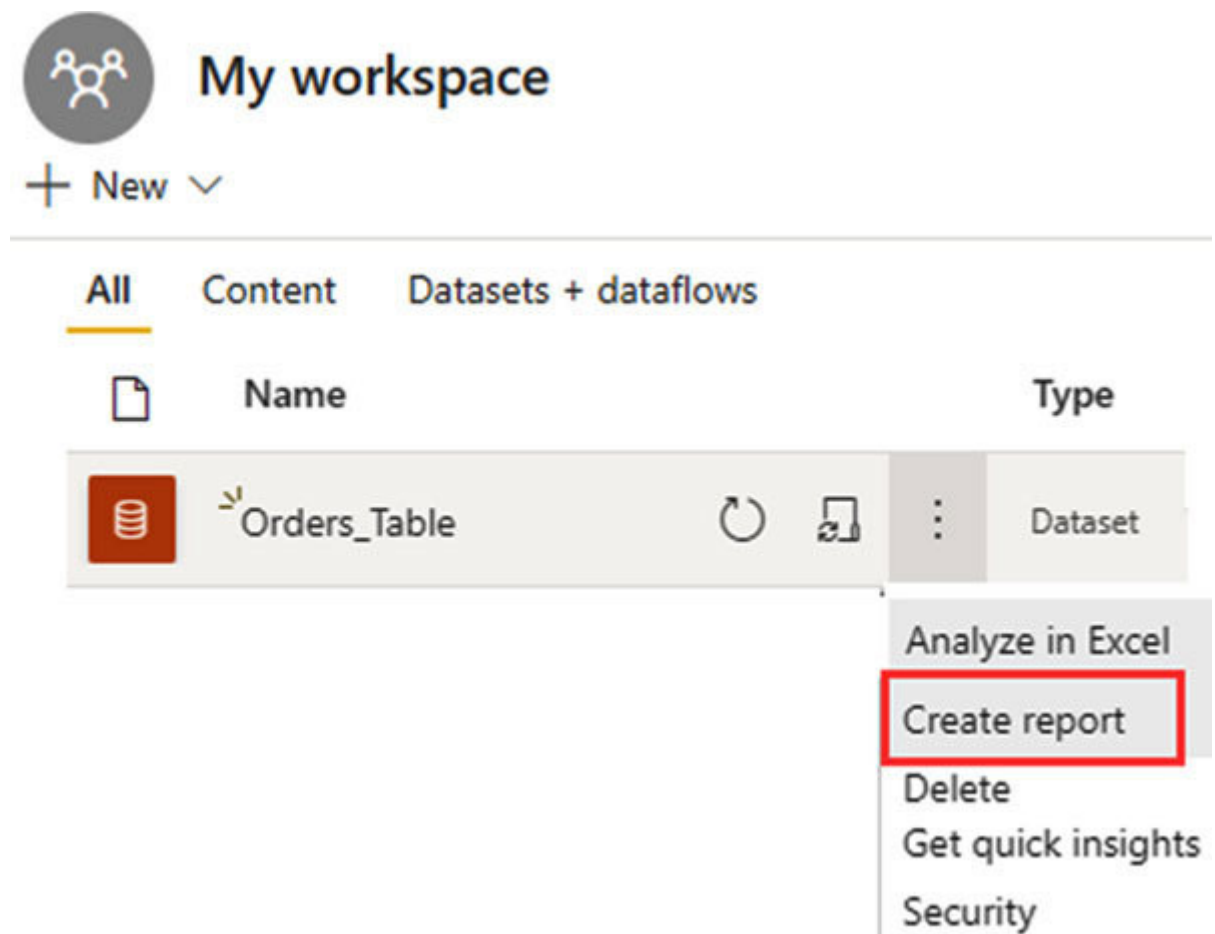 My workspace
New
All Content Datasets + dataflows
Name Type
Orders_Table Dataset
Analyze in Excel
Create report
Delete
Get quick insights
Security